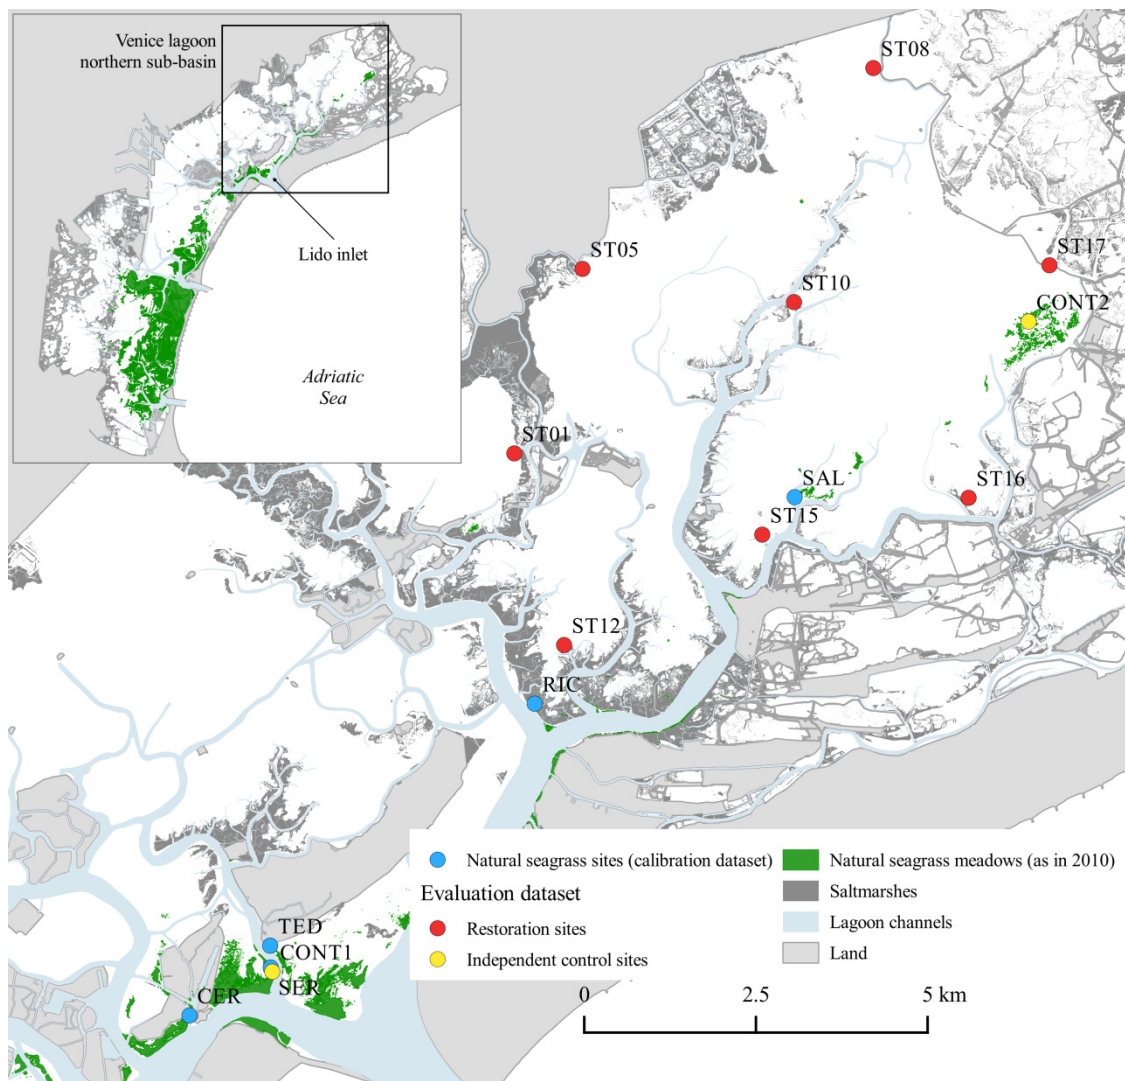 Venice lagoon
northern sub-basin
Lido inlet
Adriatic
Sea
ST08
ST05
ST17
ST10
CONT2
ST01
SAL
ST16
ST15
ST12
RIC
TED
CONT1
SER
CER
Natural seagrass sites (calibration dataset)
Evaluation dataset
Restoration sites
Independent control sites
Natural seagrass meadows (as in 2010)
Saltmarshes
Lagoon channels
Land
0 2.5 5 km